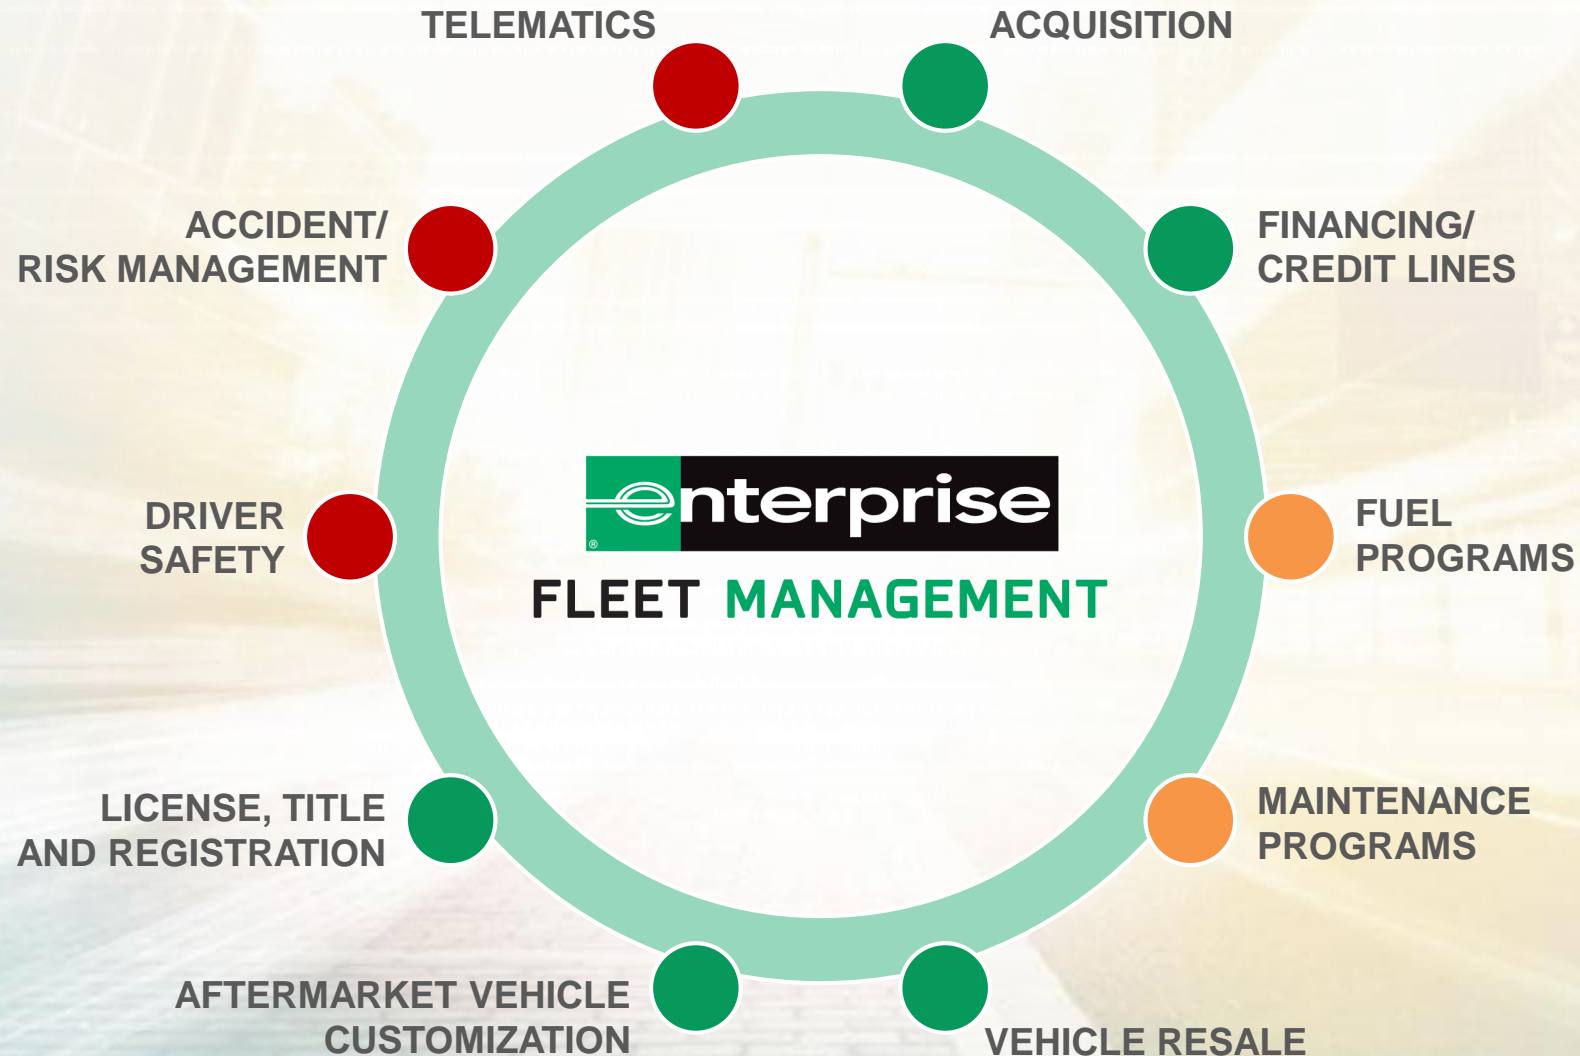 TELEMATICS
ACQUISITION
ACCIDENT/
RISK MANAGEMENT
FINANCING/
CREDIT LINES
enterprise
®
FLEET MANAGEMENT
DRIVER
SAFETY
FUEL
PROGRAMS
LICENSE, TITLE
AND REGISTRATION
MAINTENANCE
PROGRAMS
AFTERMARKET VEHICLE
CUSTOMIZATION
VEHICLE RESALE